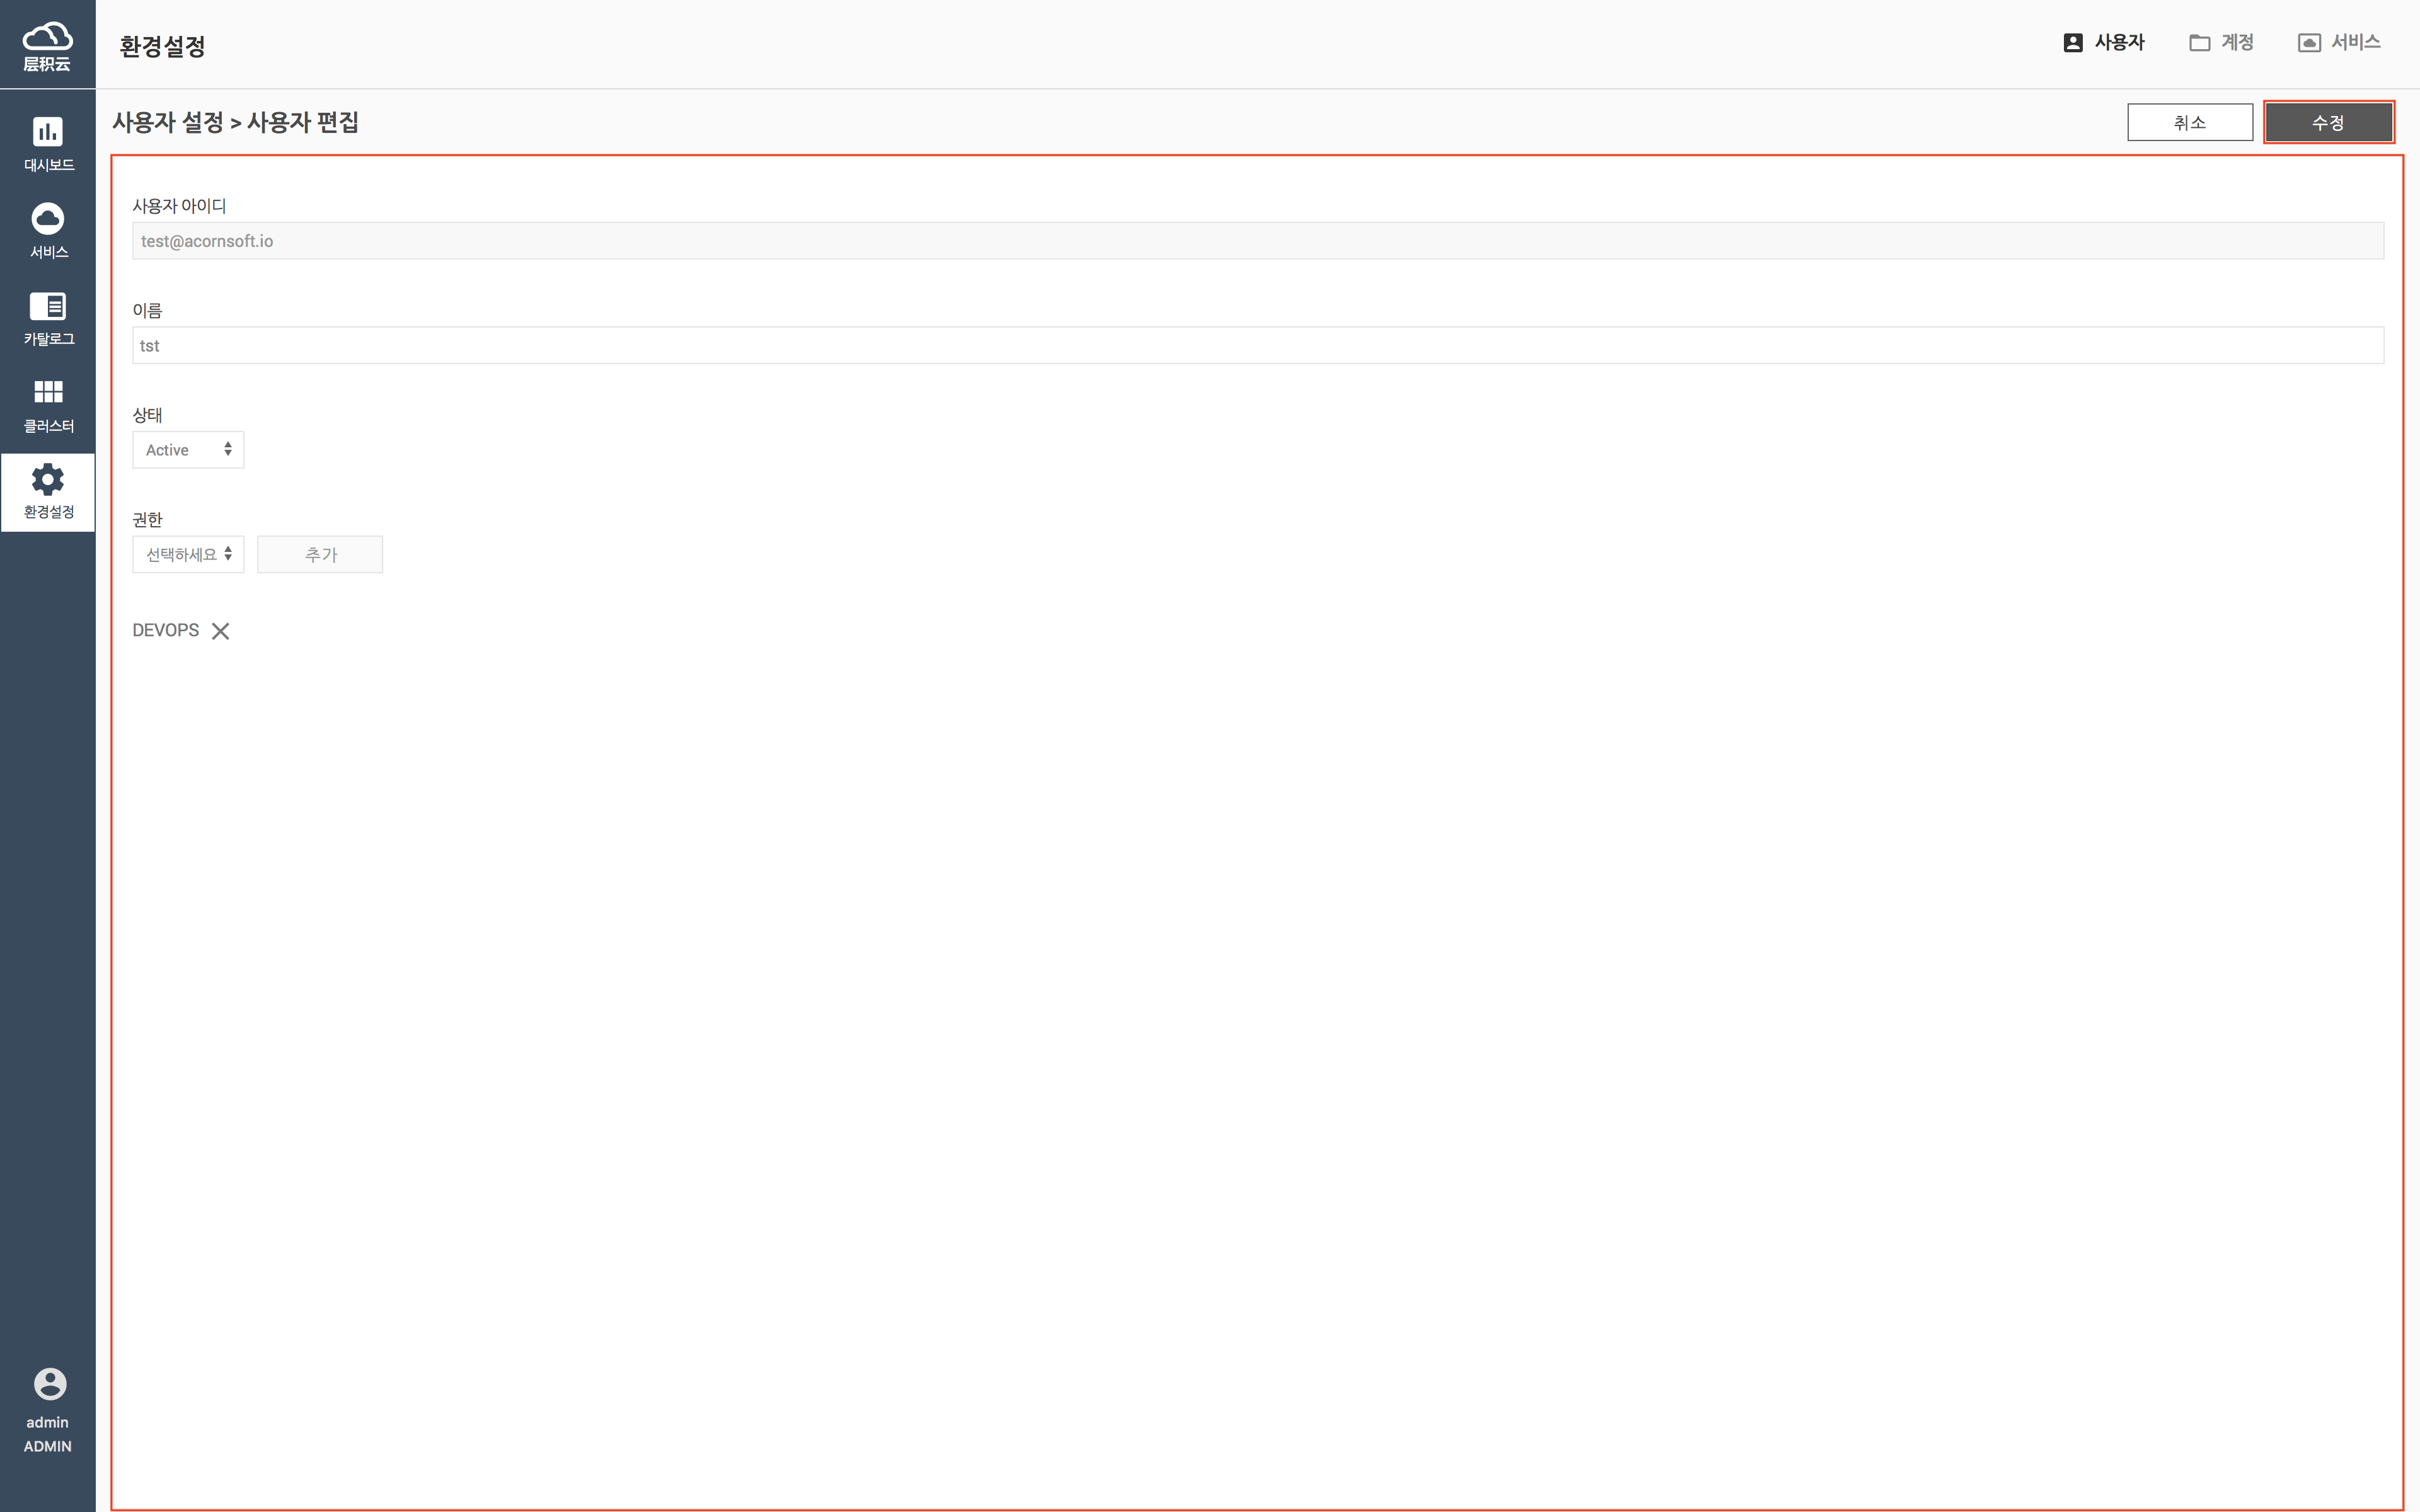 层积云
환경설정
사용자
계정
서비스
대시보드
서비스
카탈로그
클러스터
환경설정
admin
ADMIN
사용자 설정 > 사용자 편집
취소
수정
사용자 아이디
test@acornsoft.io
이름
tst
상태
Active
권한
선택하세요
추가
DEVOPS